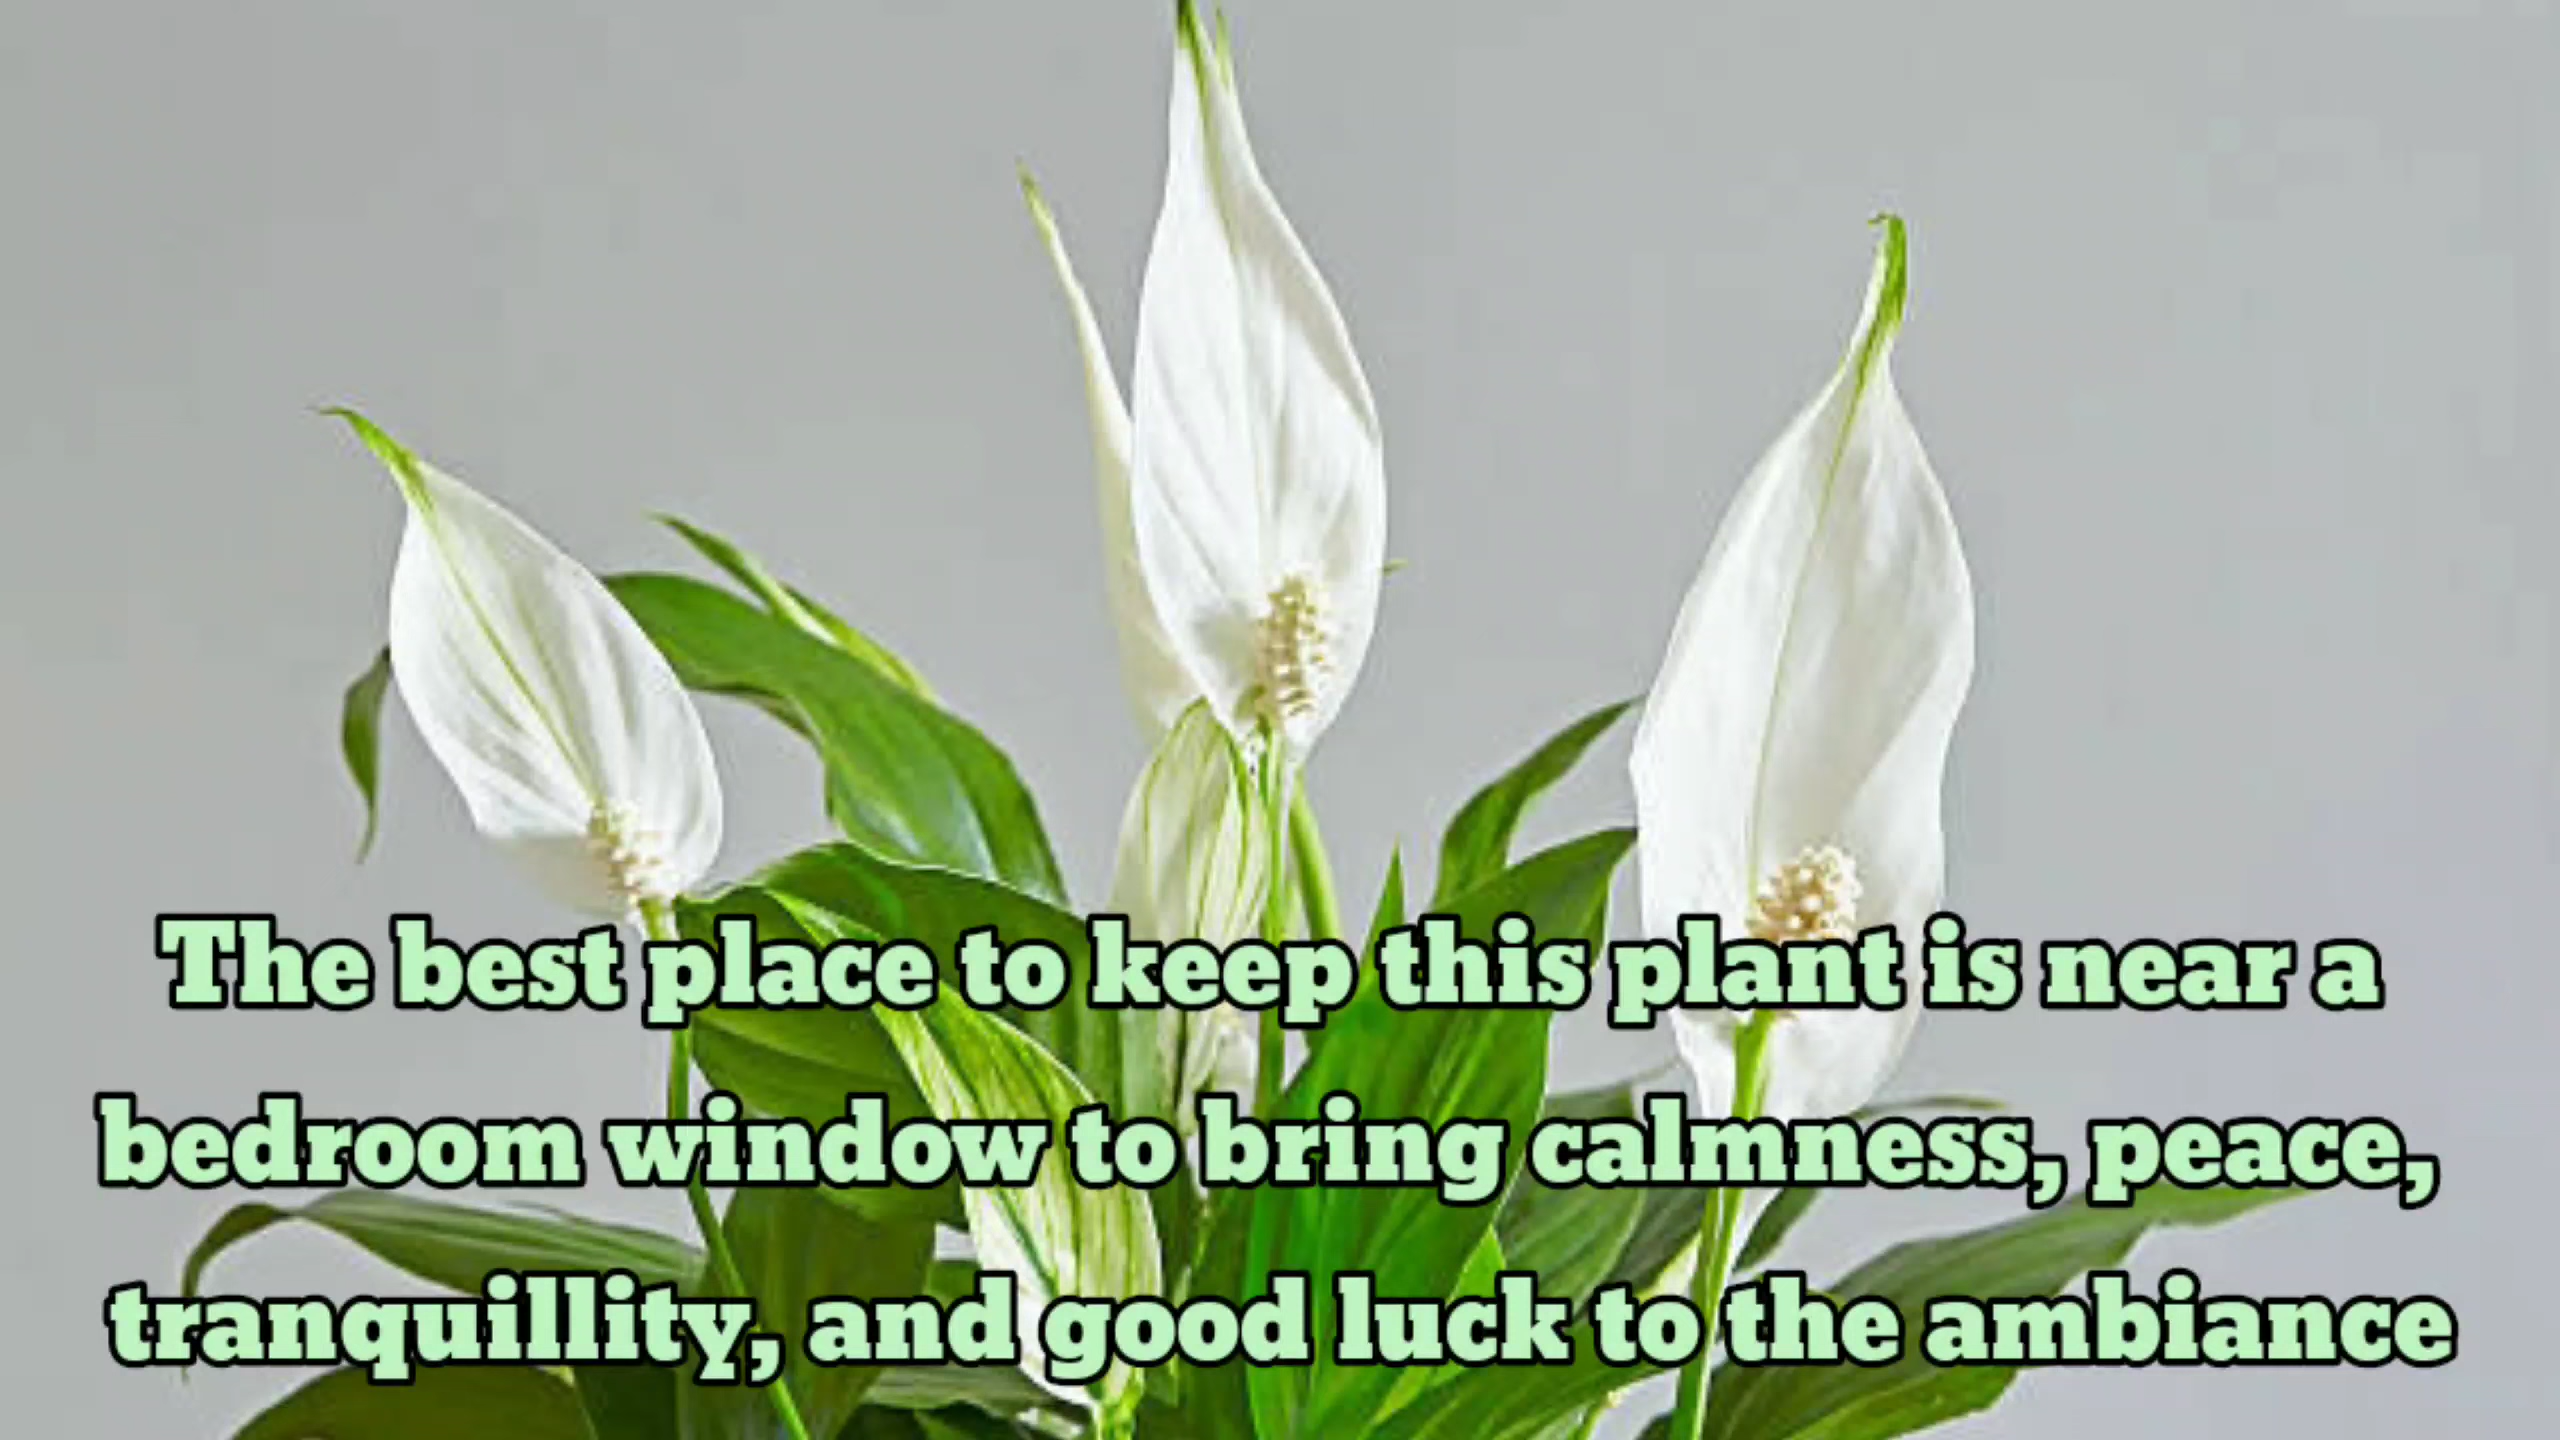 The best place to keep this plant is near a
bedroom window to bring calmness, peace,
tranquillity, and good luck to the ambiance